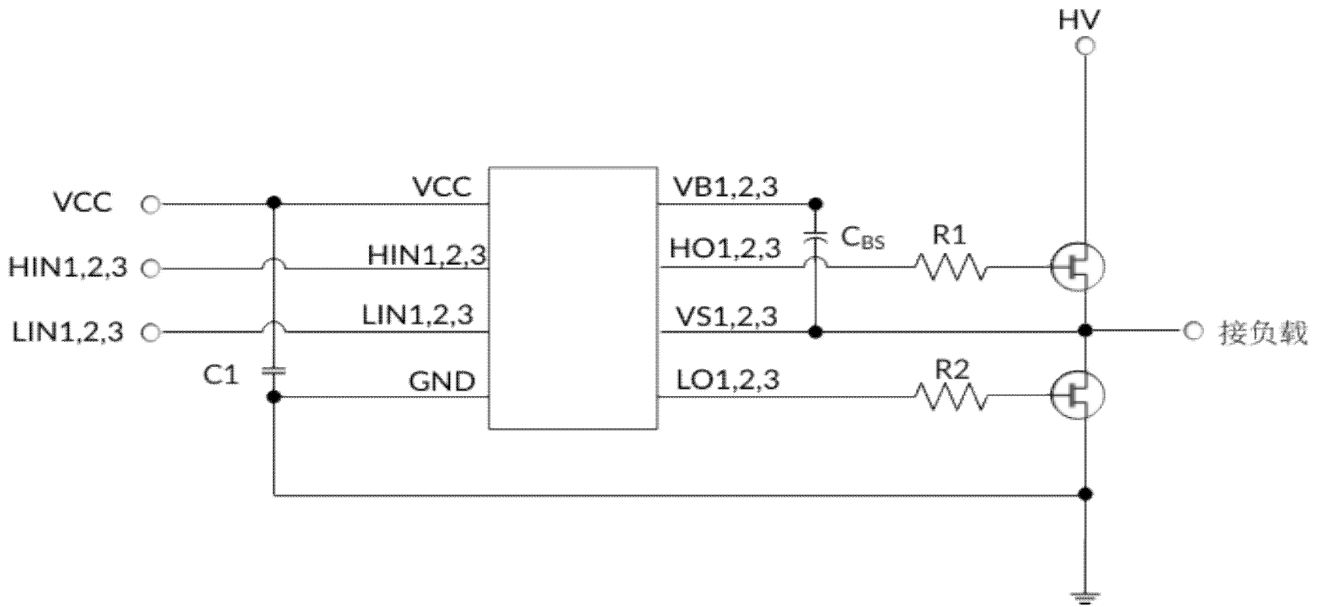 HV
VCC
VCC
VB1,2,3
HIN1,2,3
HIN1,2,3
HO1,2,3
CBS
R1
LIN1,2,3
LIN1,2,3
VS1,2,3
接负载
C1
GND
LO1,2,3
R2